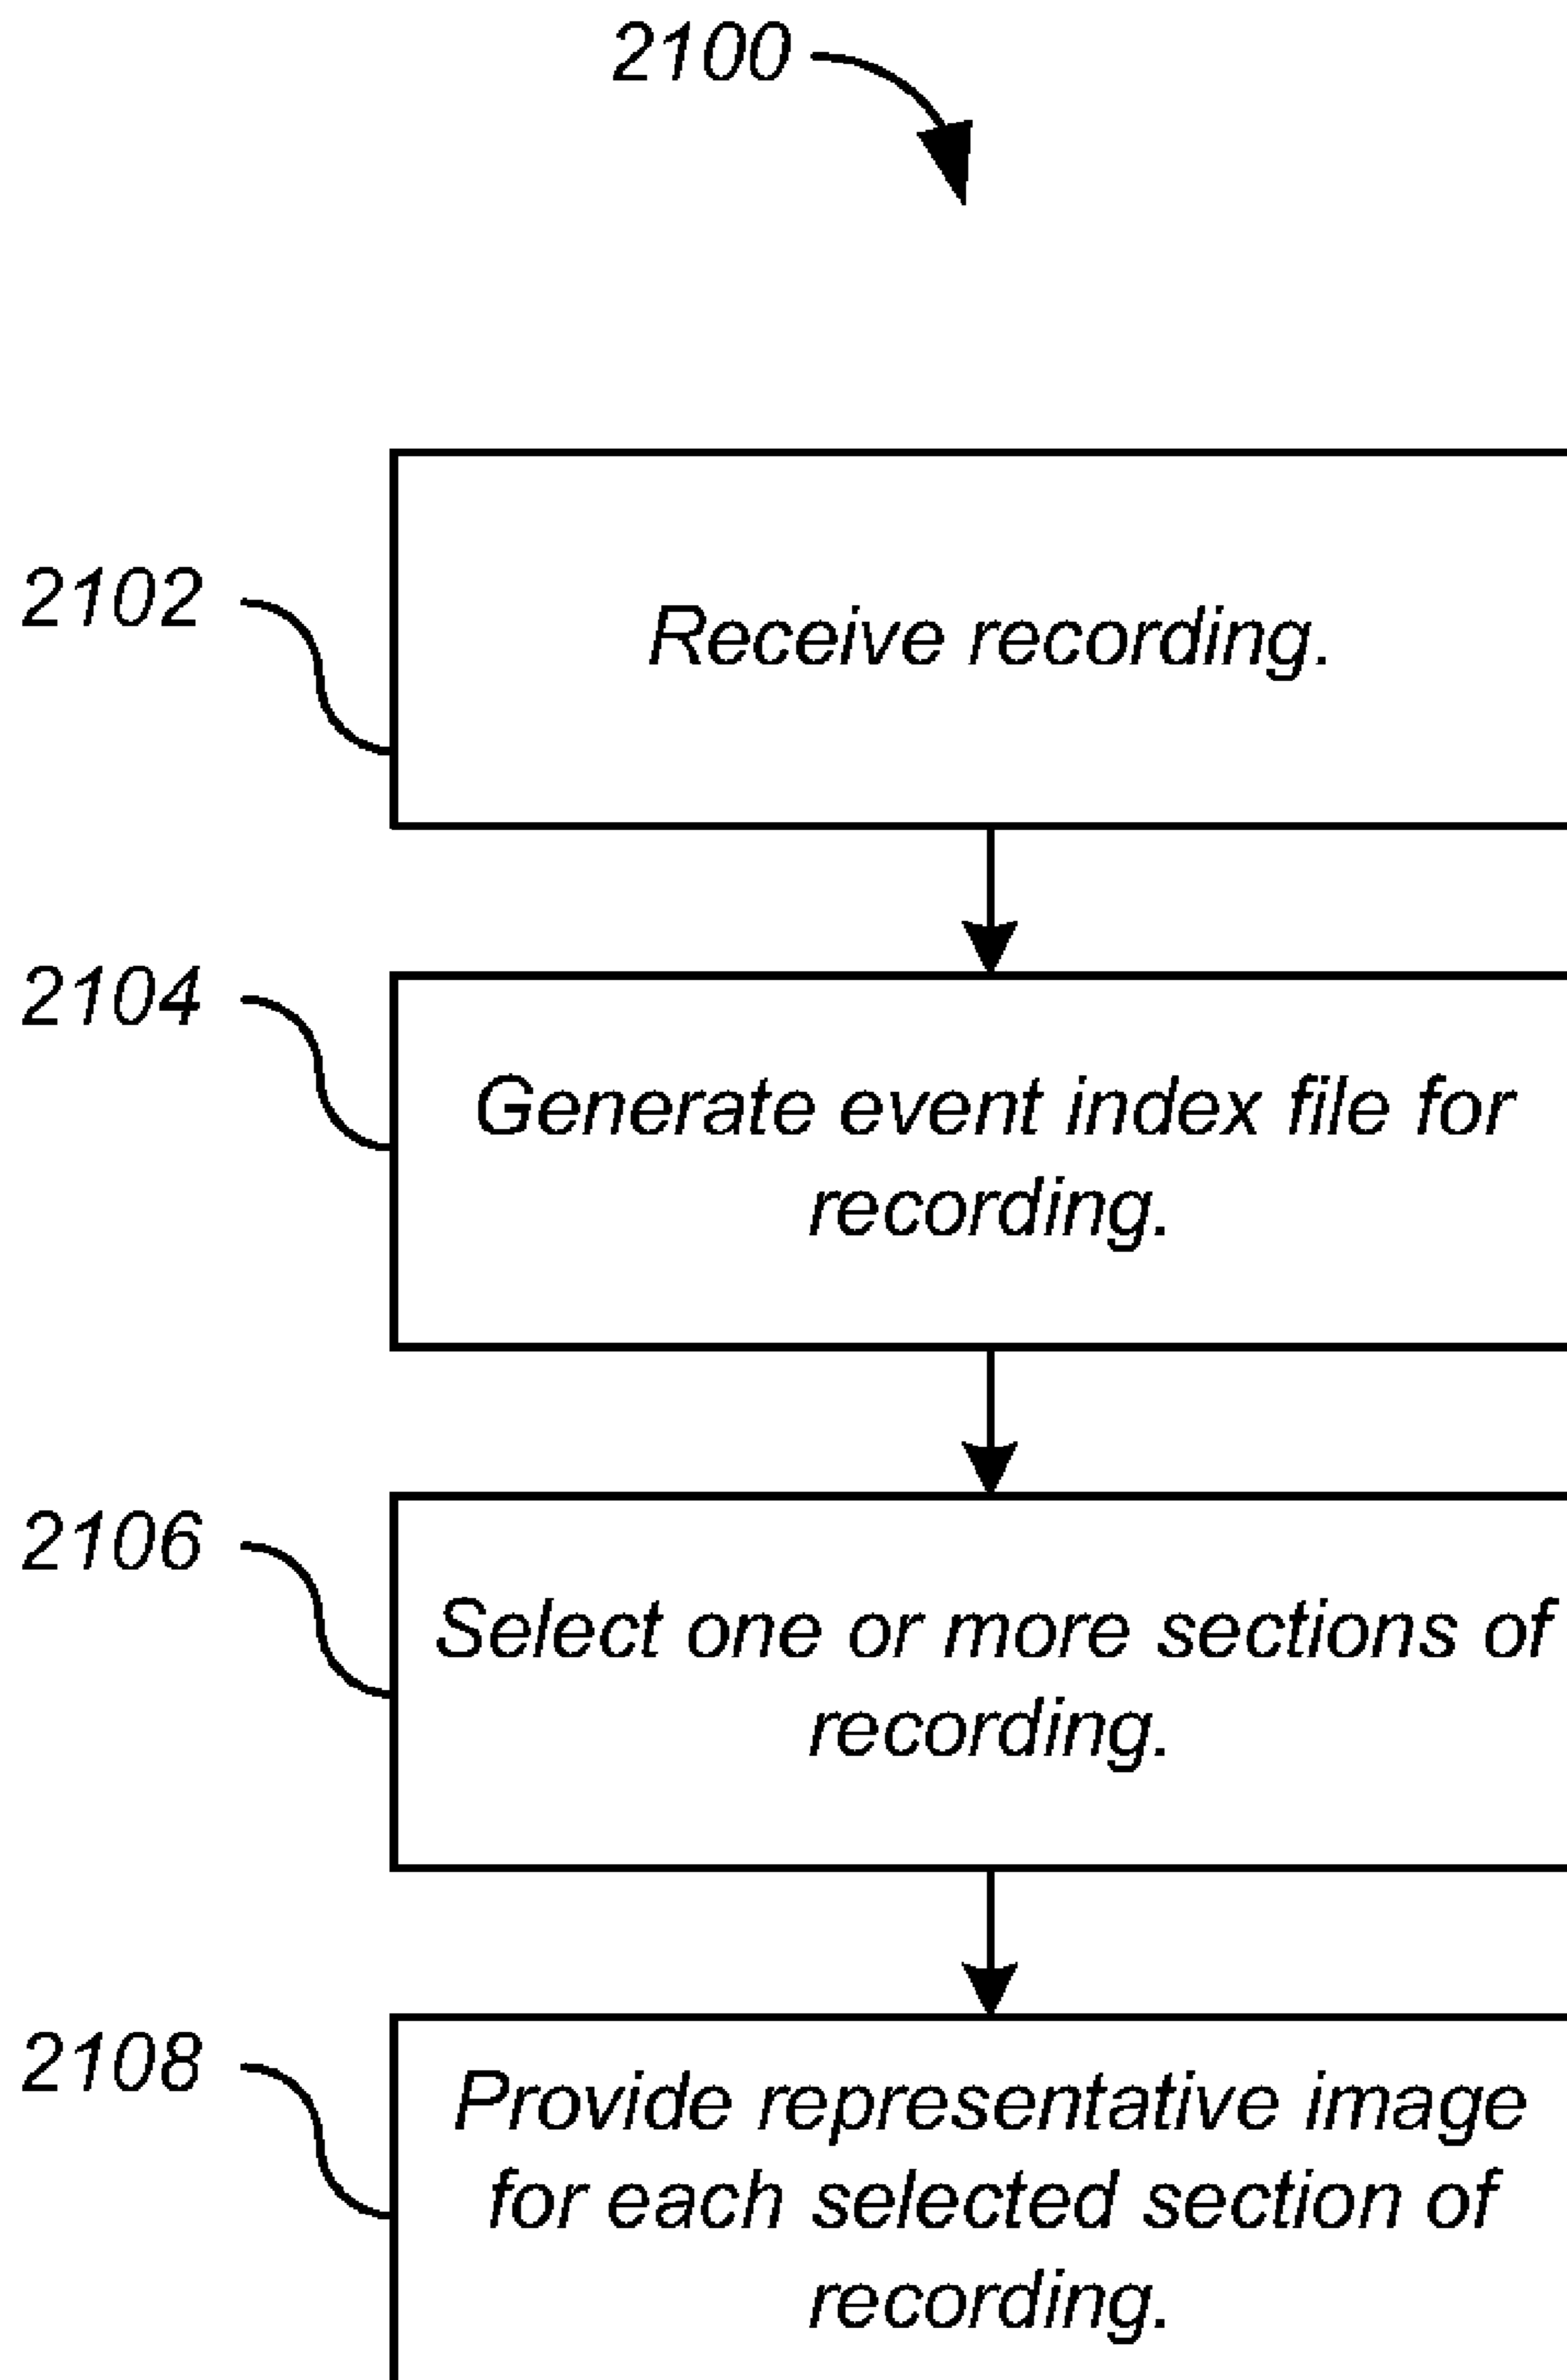 2100
2102
Receive recording.
2104
Generate event index file for
recording.
2106
Select one or more sections of
recording.
2108
Provide representative image
for each selected section of
recording.